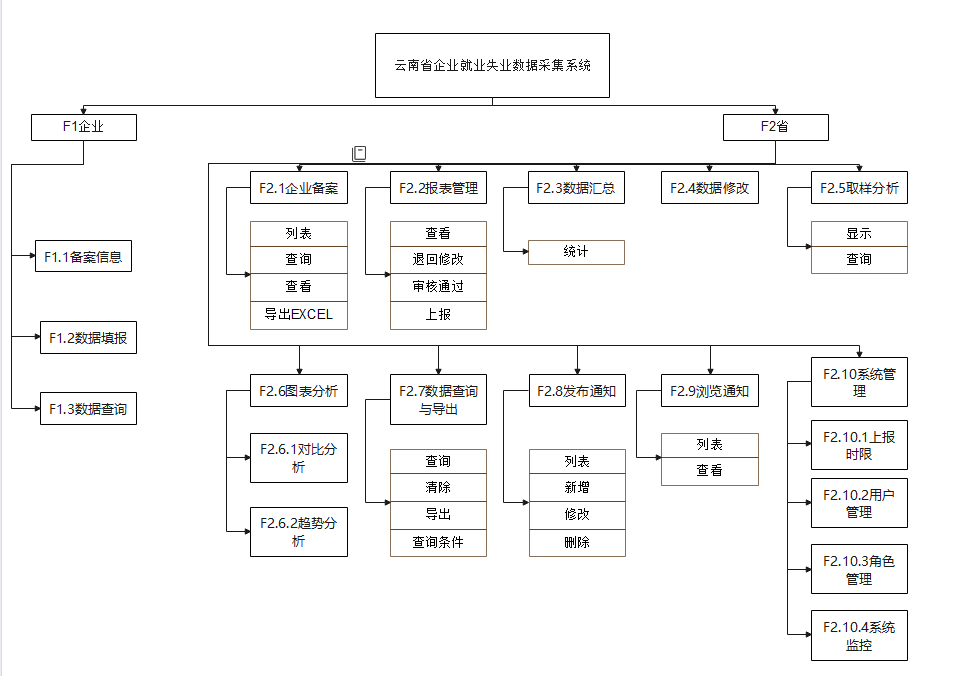 云南省企业就业失业数据采集系统
F1企业
F2省
F2.1企业备案
F2.2报表管理
F2.3数据汇总
F2.4数据修改
F2.5取样分析
列表
查询
查看
导出EXCEL
查看
退回修改
审核通过
上报
统计
显示
查询
F1.1备案信息
F1.2数据填报
F1.3数据查询
F2.6图表分析
F2.7数据查询
与导出
F2.8发布通知
F2.9浏览通知
F2.10系统管
理
F2.6.1对比分
析
F2.6.2趋势分
析
查询
清除
导出
查询条件
列表
新增
修改
删除
列表
查看
F2.10.1上报
时限
F2.10.2用户
管理
F2.10.3角色
管理
F2.10.4系统
监控